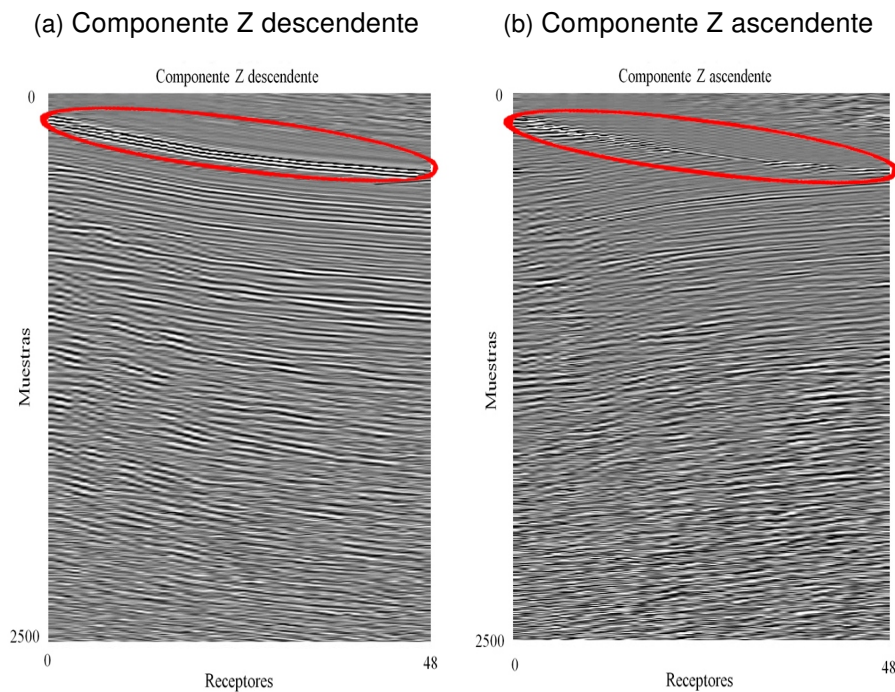 (a) Componente Z descendente
Componente Z descendente
0
Muestras
2500
0
48
Receptores
(b) Componente Z ascendente
Componente Z ascendente
0
Muestras
2500
0
48
Receptores